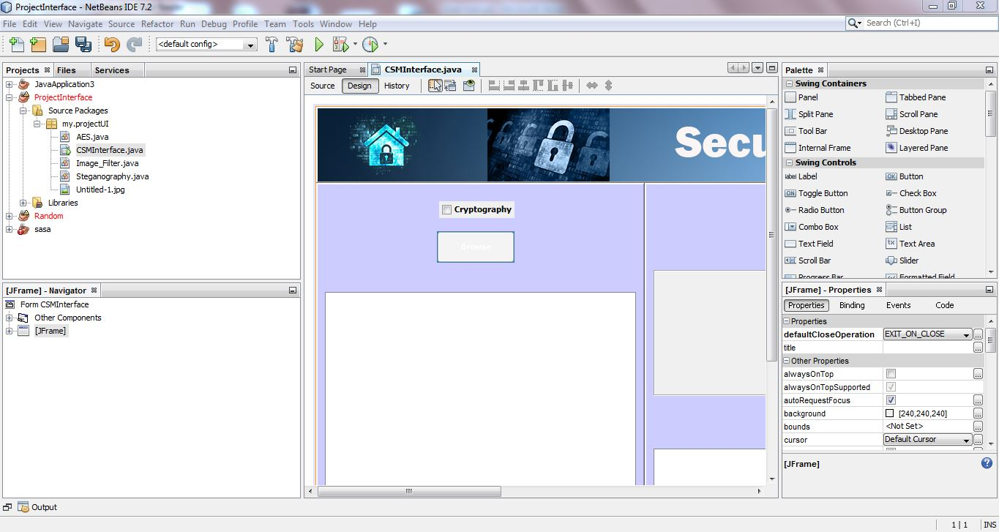 ProjectInterface - NetBeans IDE 7.2
File Edit View Navigate Source Refactor Run Debug Profile Team Tools Window Help
Search (Ctrl+I)
<default config>
Projects Files Services
JavaApplication3
ProjectInterface
Source Packages
my.projectUI
AES.java
CSMInterface.java
Image_Filter.java
Steganography.java
Untitled-1.jpg
Libraries
Random
sasa
[JFrame] - Navigator
Form CSMInterface
Other Components
[JFrame]
Start Page CSMInterface.java
Source Design History
Secu
Cryptography
Browse
Palette
Swing Containers
Panel Tabbed Pane
Split Pane Scroll Pane
Tool Bar Desktop Pane
Internal Frame Layered Pane
Swing Controls
label Label OK Button
ON Toggle Button Check Box
Radio Button Button Group
Combo Box List
Text Field Text Area
Scroll Bar Slider
Progress Bar Formatted Field
[JFrame] - Properties
Properties Binding Events Code
Properties
defaultCloseOperation EXIT_ON_CLOSE ...
title ...
Other Properties
alwaysOnTop ...
alwaysOnTopSupported
autoRequestFocus ...
background [240,240,240] ...
bounds <Not Set> ...
cursor Default Cursor ...
[JFrame]
Output
1 | 1 INS